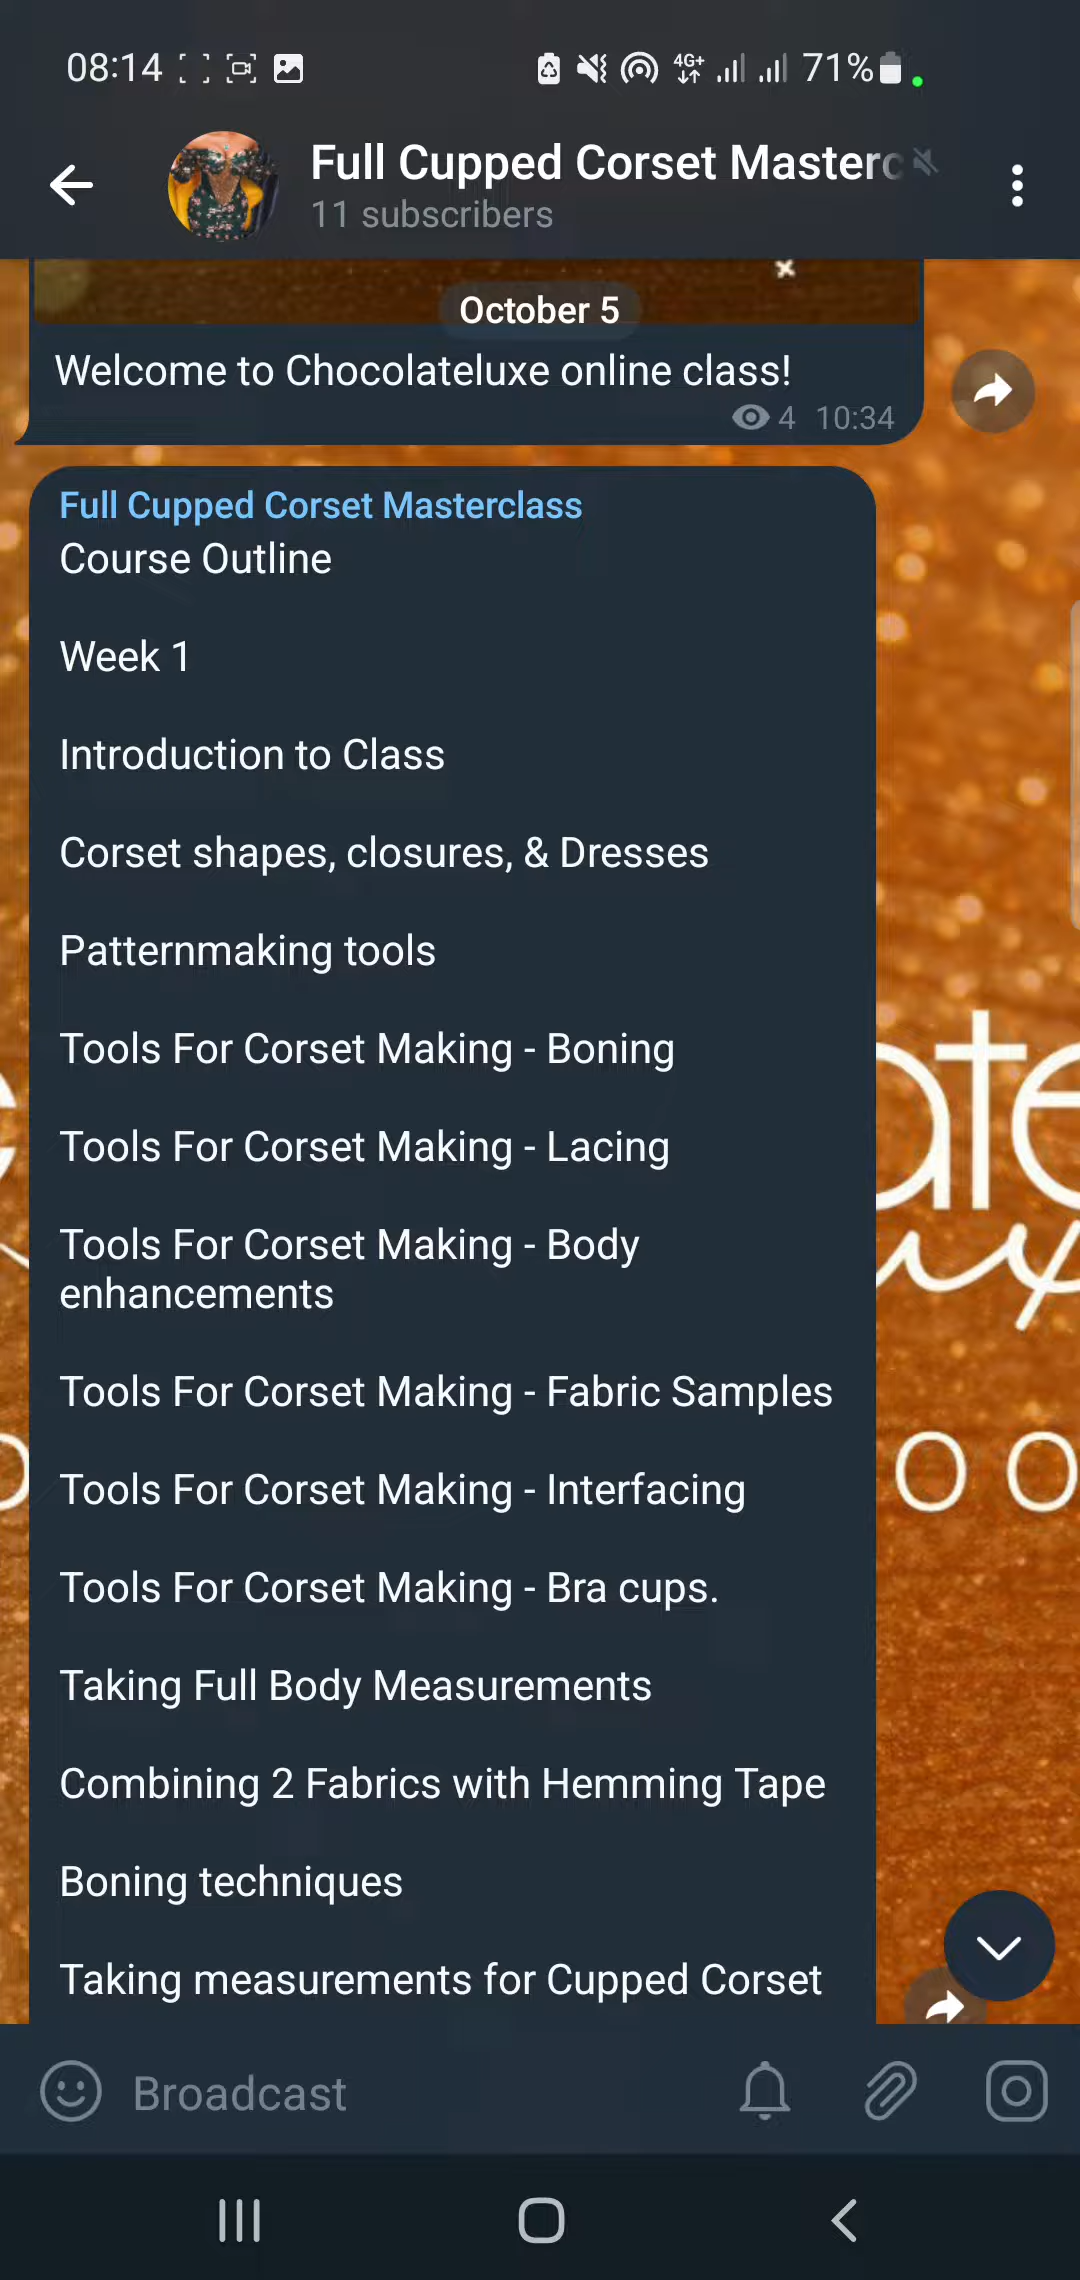 08:14
4G+
71%
Full Cupped Corset Masterc
11 subscribers
October 5
Welcome to Chocolateluxe online class!
4 10:34
Full Cupped Corset Masterclass
Course Outline
Week 1
Introduction to Class
Corset shapes, closures, & Dresses
Patternmaking tools
Tools For Corset Making - Boning
Tools For Corset Making - Lacing
Tools For Corset Making - Body
enhancements
Tools For Corset Making - Fabric Samples
Tools For Corset Making - Interfacing
Tools For Corset Making - Bra cups.
Taking Full Body Measurements
Combining 2 Fabrics with Hemming Tape
Boning techniques
Taking measurements for Cupped Corset
Broadcast